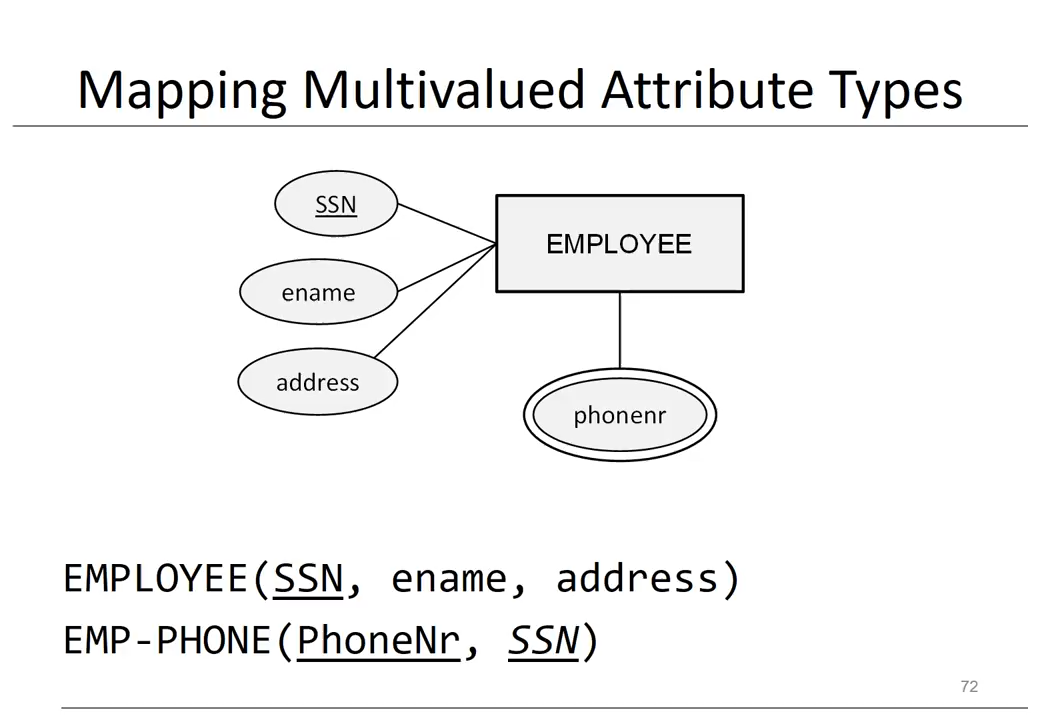 Mapping Multivalued Attribute Types
SSN
EMPLOYEE
ename
address
phonenr
EMPLOYEE(SSN, ename, address)
EMP-PHONE(PhoneNr, SSN)
72